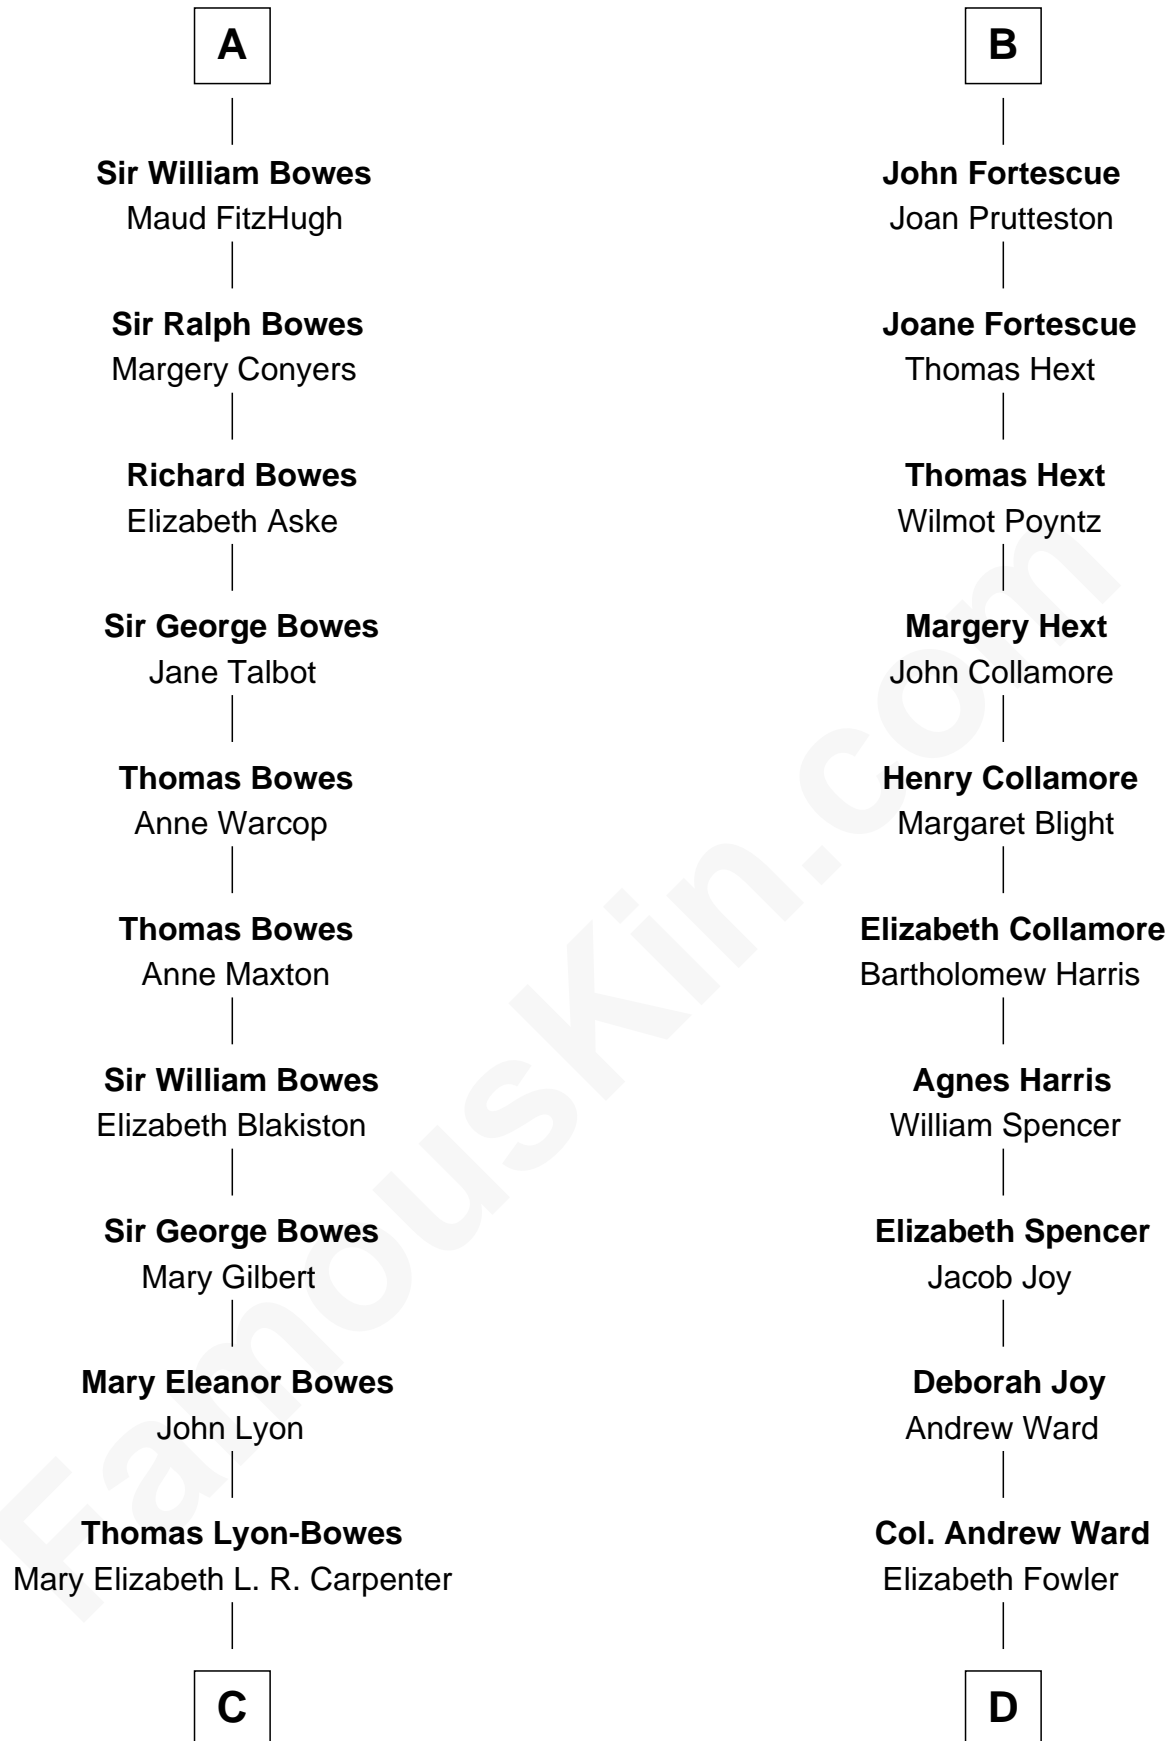 A
Sir William Bowes
Maud FitzHugh
Sir Ralph Bowes
Margery Conyers
Richard Bowes
Elizabeth Aske
Sir George Bowes
Jane Talbot
Thomas Bowes
Anne Warcop
Thomas Bowes
Anne Maxton
Sir William Bowes
Elizabeth Blakiston
Sir George Bowes
Mary Gilbert
Mary Eleanor Bowes
John Lyon
Thomas Lyon-Bowes
Mary Elizabeth L. R. Carpenter
C
B
John Fortescue
Joan Prutteston
Joane Fortescue
Thomas Hext
Thomas Hext
Wilmot Poyntz
Margery Hext
John Collamore
Henry Collamore
Margaret Blight
Elizabeth Collamore
Bartholomew Harris
Agnes Harris
William Spencer
Elizabeth Spencer
Jacob Joy
Deborah Joy
Andrew Ward
Col. Andrew Ward
Elizabeth Fowler
D
FamousKin.com